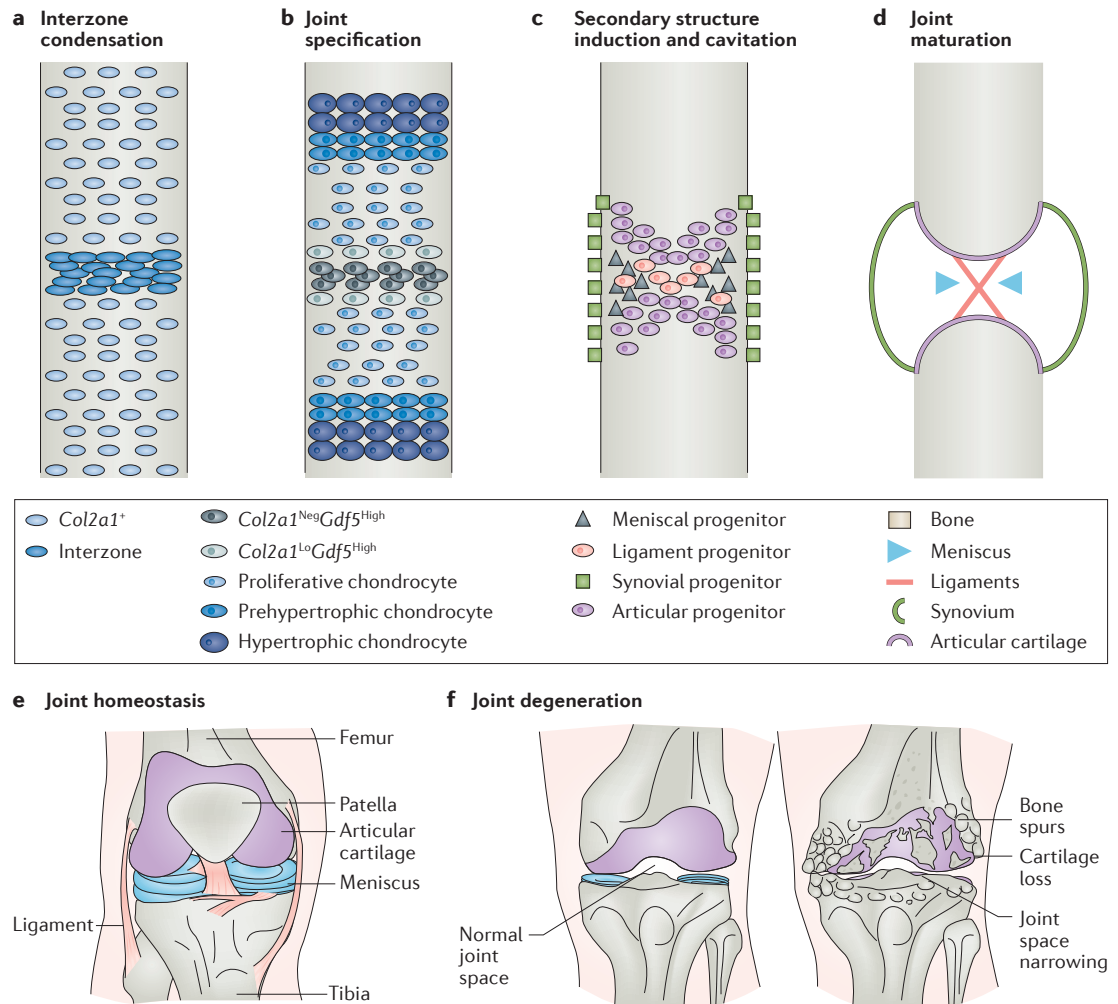 a Interzone
condensation
b Joint
specification
c Secondary structure
induction and cavitation
d Joint
maturation
Col2a1⁺
Interzone
Col2a1ᴺᵉᵍGdf5ᴴⁱᵍʰ
Col2a1ᴸᵒGdf5ᴴⁱᵍʰ
Proliferative chondrocyte
Prehypertrophic chondrocyte
Hypertrophic chondrocyte
Meniscal progenitor
Ligament progenitor
Synovial progenitor
Articular progenitor
Bone
Meniscus
Ligaments
Synovium
Articular cartilage
e Joint homeostasis
Femur
Patella
Articular
cartilage
Meniscus
Ligament
Tibia
f Joint degeneration
Normal
joint
space
Bone
spurs
Cartilage
loss
Joint
space
narrowing